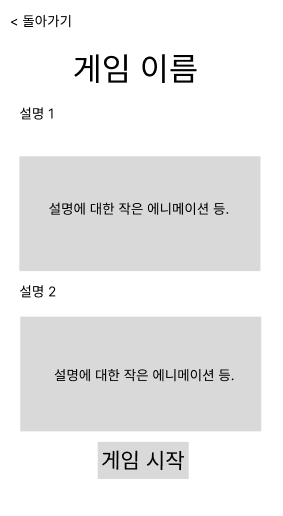 < 돌아가기
게임 이름
설명 1
설명에 대한 작은 에니메이션 등.
설명 2
설명에 대한 작은 에니메이션 등.
게임 시작